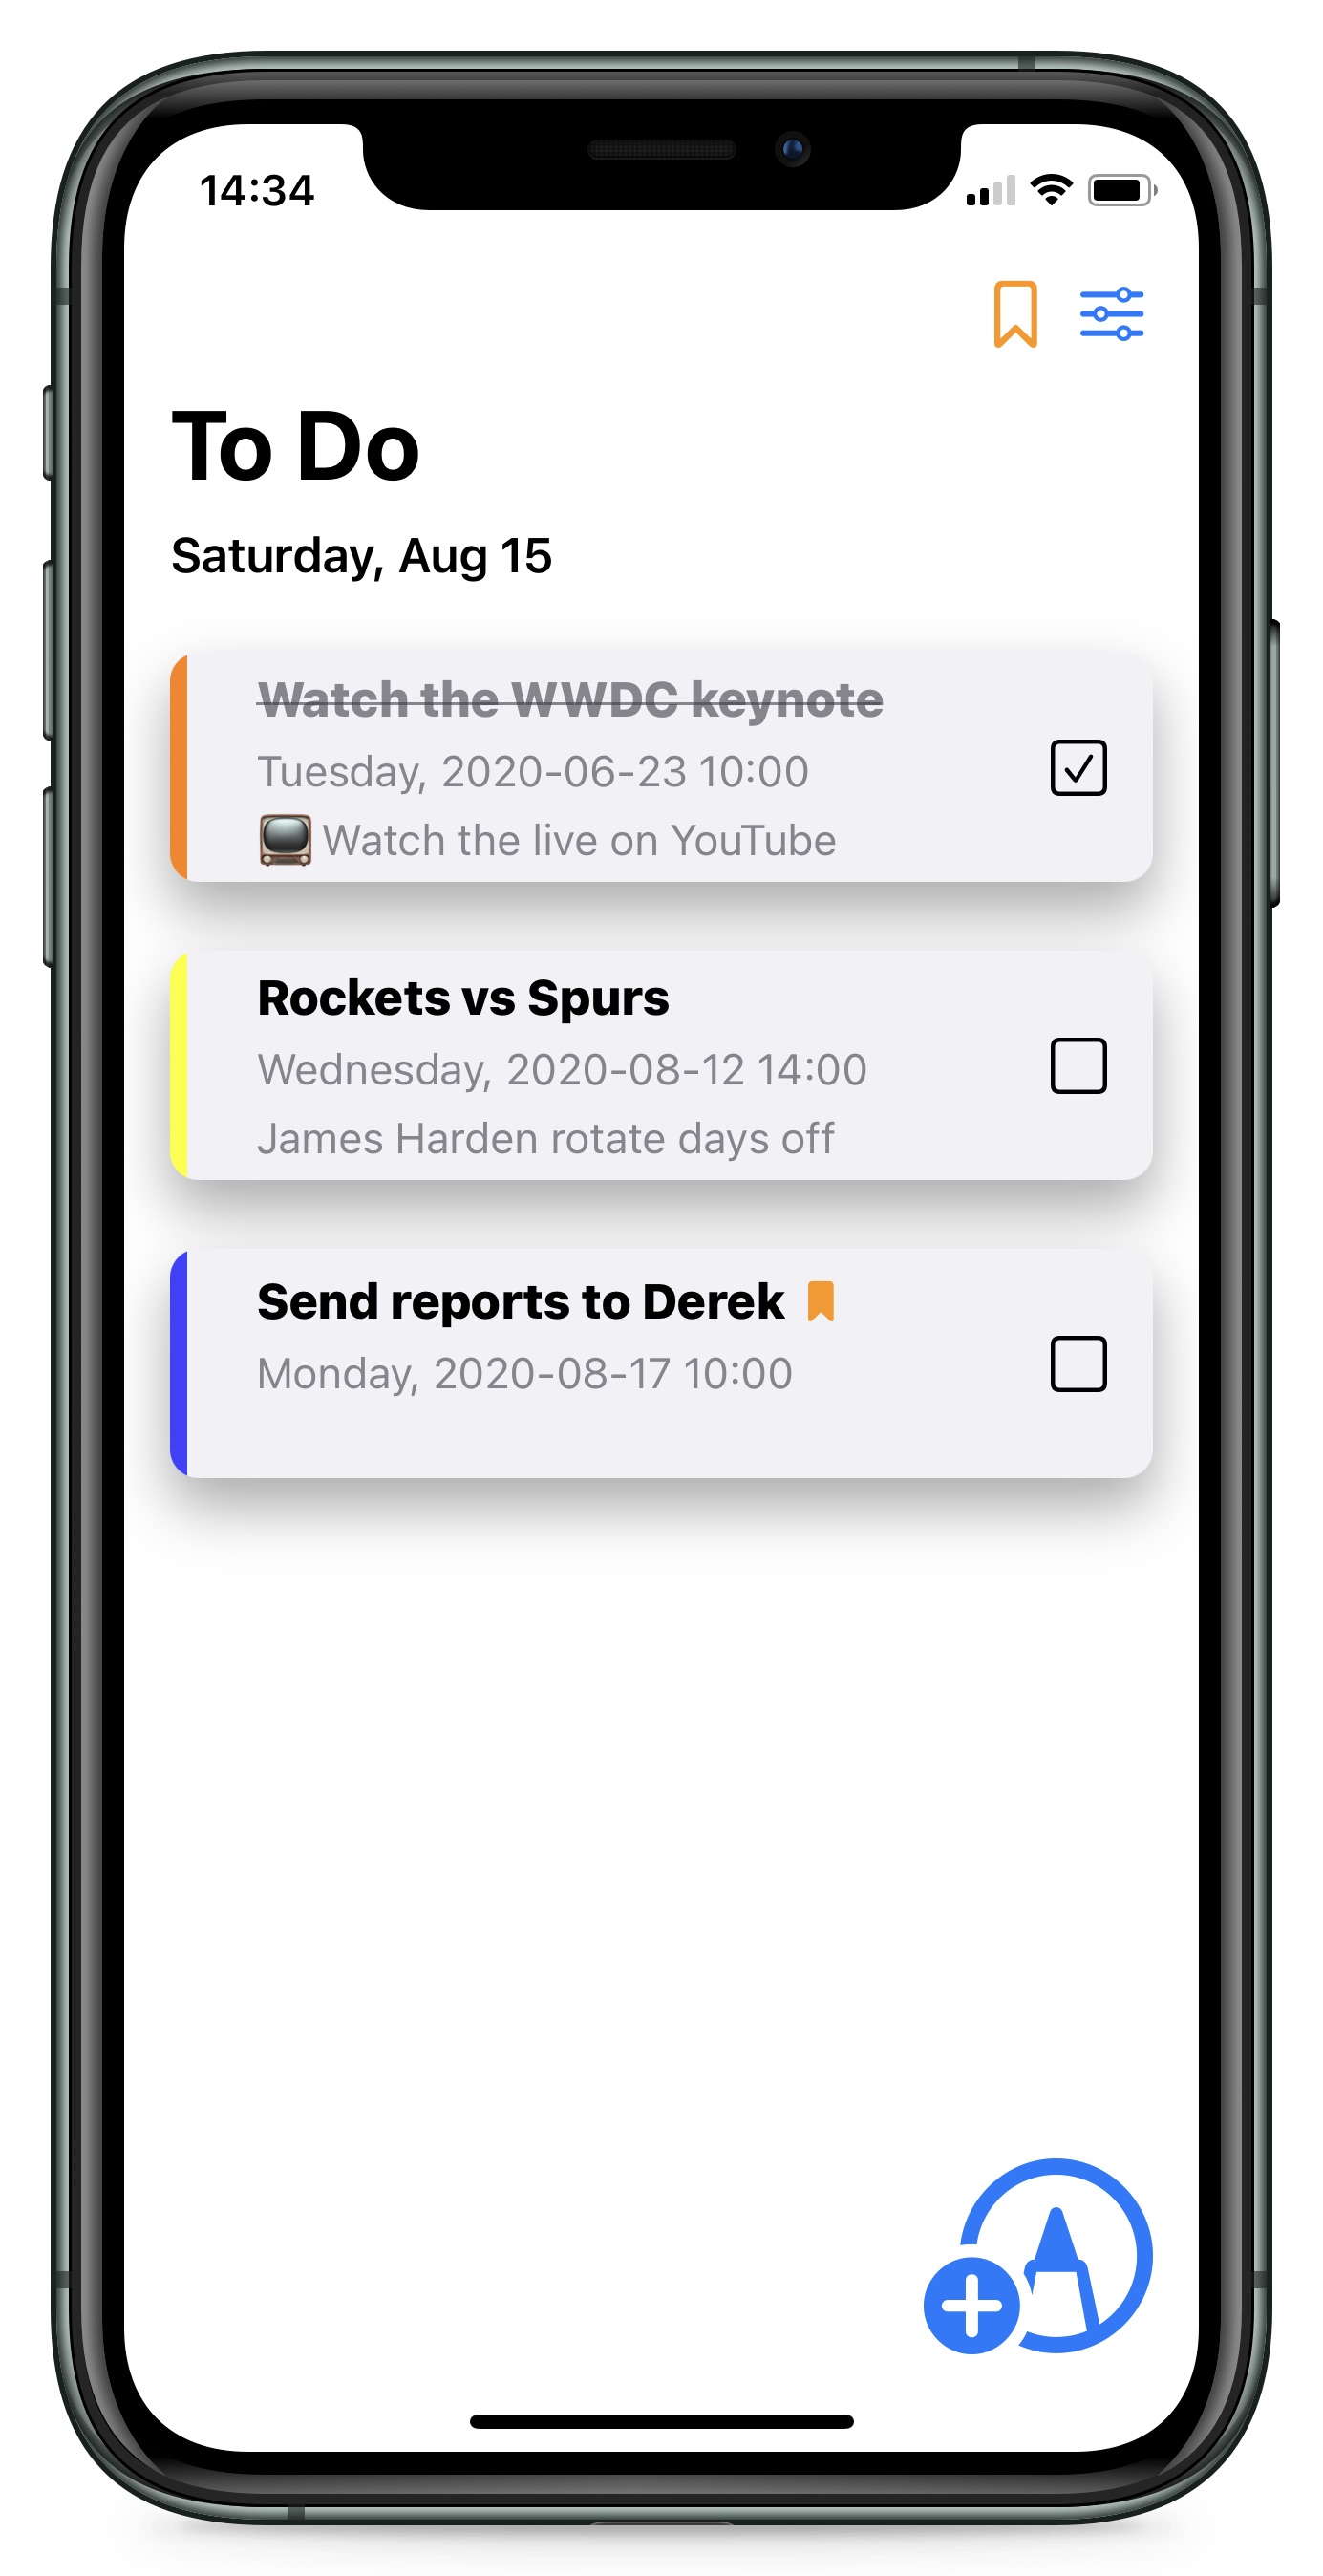 14:34
To Do
Saturday, Aug 15
Watch the WWDC keynote
Tuesday, 2020-06-23 10:00
📺 Watch the live on YouTube
Rockets vs Spurs
Wednesday, 2020-08-12 14:00
James Harden rotate days off
Send reports to Derek
Monday, 2020-08-17 10:00